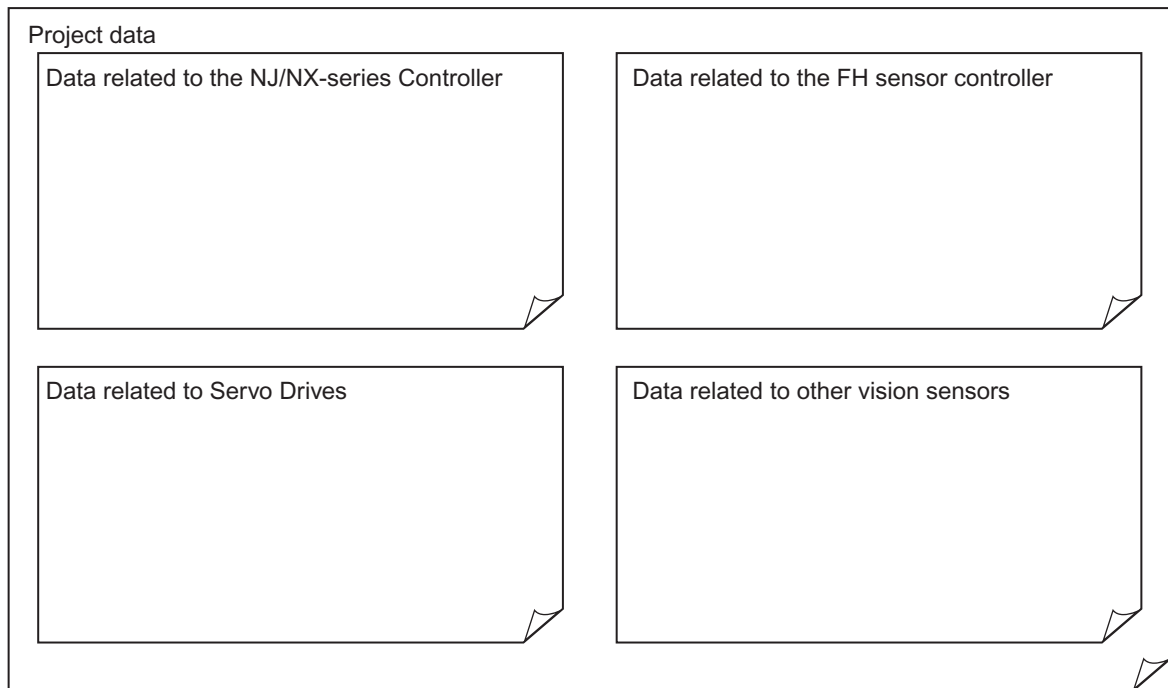 Project data
Data related to the NJ/NX-series Controller
Data related to the FH sensor controller
Data related to Servo Drives
Data related to other vision sensors